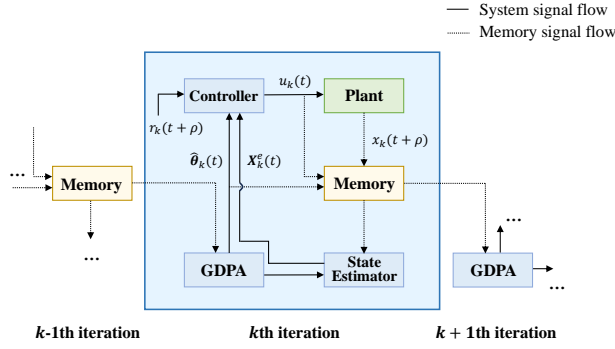 System signal flow
Memory signal flow
Controller
u_k(t)
Plant
r_k(t + ρ)
x_k(t + ρ)
θ̂_k(t)
X_k^e(t)
...
Memory
Memory
...
...
GDPA
State
Estimator
GDPA
...
k-1th iteration
kth iteration
k + 1th iteration